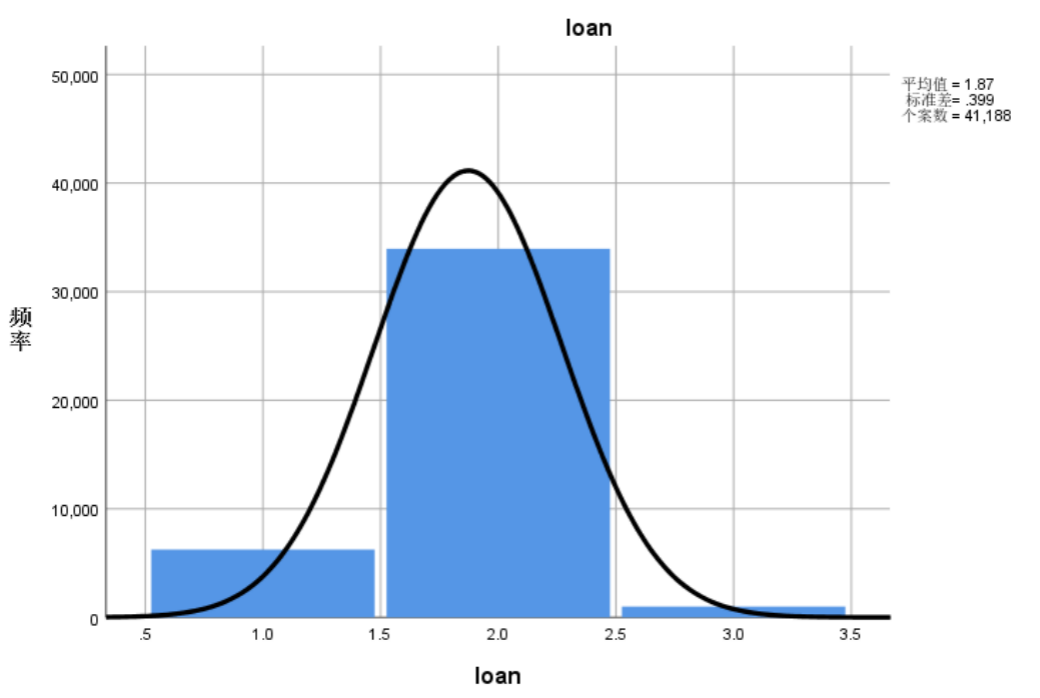 loan
平均值 = 1.87
标准差= .399
个案数 = 41,188
50,000
40,000
30,000
20,000
10,000
0
频
率
.5
1.0
1.5
2.0
2.5
3.0
3.5
loan